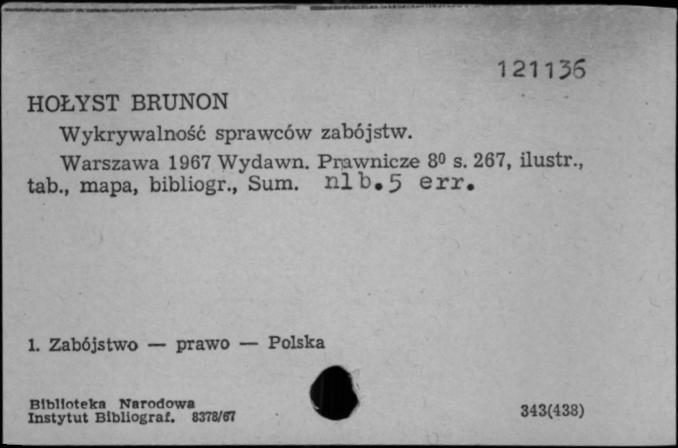 121136
HOŁYST BRUNON
Wykrywalność sprawców zabójstw.
Warszawa 1967 Wydawn. Prawnicze 8º s. 267, ilustr.,
tab., mapa, bibliogr., Sum. nlb.5 err.
1. Zabójstwo — prawo — Polska
Biblioteka Narodowa
Instytut Bibliograf. 8378/67
343(438)